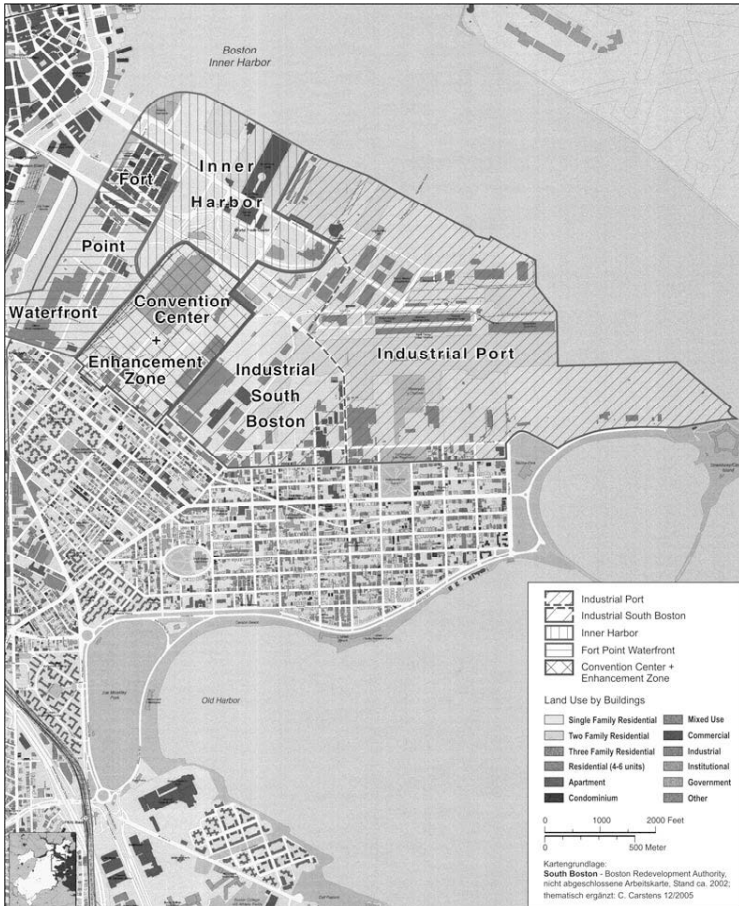 Boston
Inner Harbor
Inner
Harbor
Fort
Point
Waterfront
Convention
Center
+
Enhancement
Zone
Industrial
South
Boston
Industrial Port
Old Harbor
Industrial Port
Industrial South Boston
Inner Harbor
Fort Point Waterfront
Convention Center +
Enhancement Zone
Land Use by Buildings
Single Family Residential
Two Family Residential
Three Family Residential
Residential (4-6 units)
Apartment
Condominium
Mixed Use
Commercial
Industrial
Institutional
Government
Other
0 1000 2000 Feet
0 500 Meter
Kartengrundlage:
South Boston - Boston Redevelopment Authority,
nicht abgeschlossene Arbeitskarte, Stand ca. 2002;
thematisch ergänzt: C. Carstens 12/2005